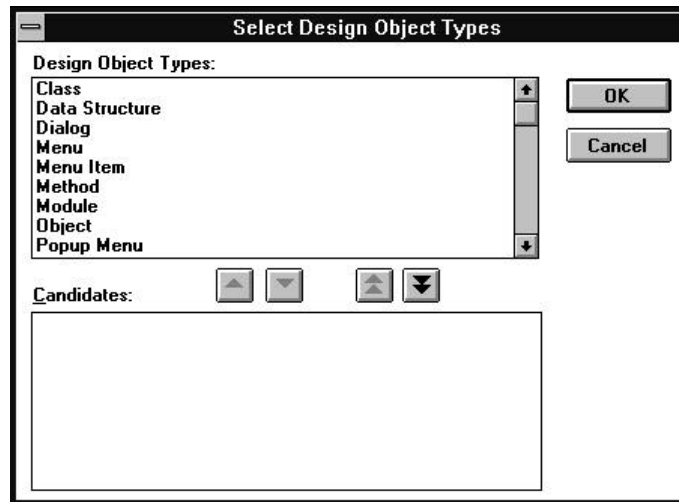 Select Design Object Types
Design Object Types:
Class
Data Structure
Dialog
Menu
Menu Item
Method
Module
Object
Popup Menu
OK
Cancel
Candidates: